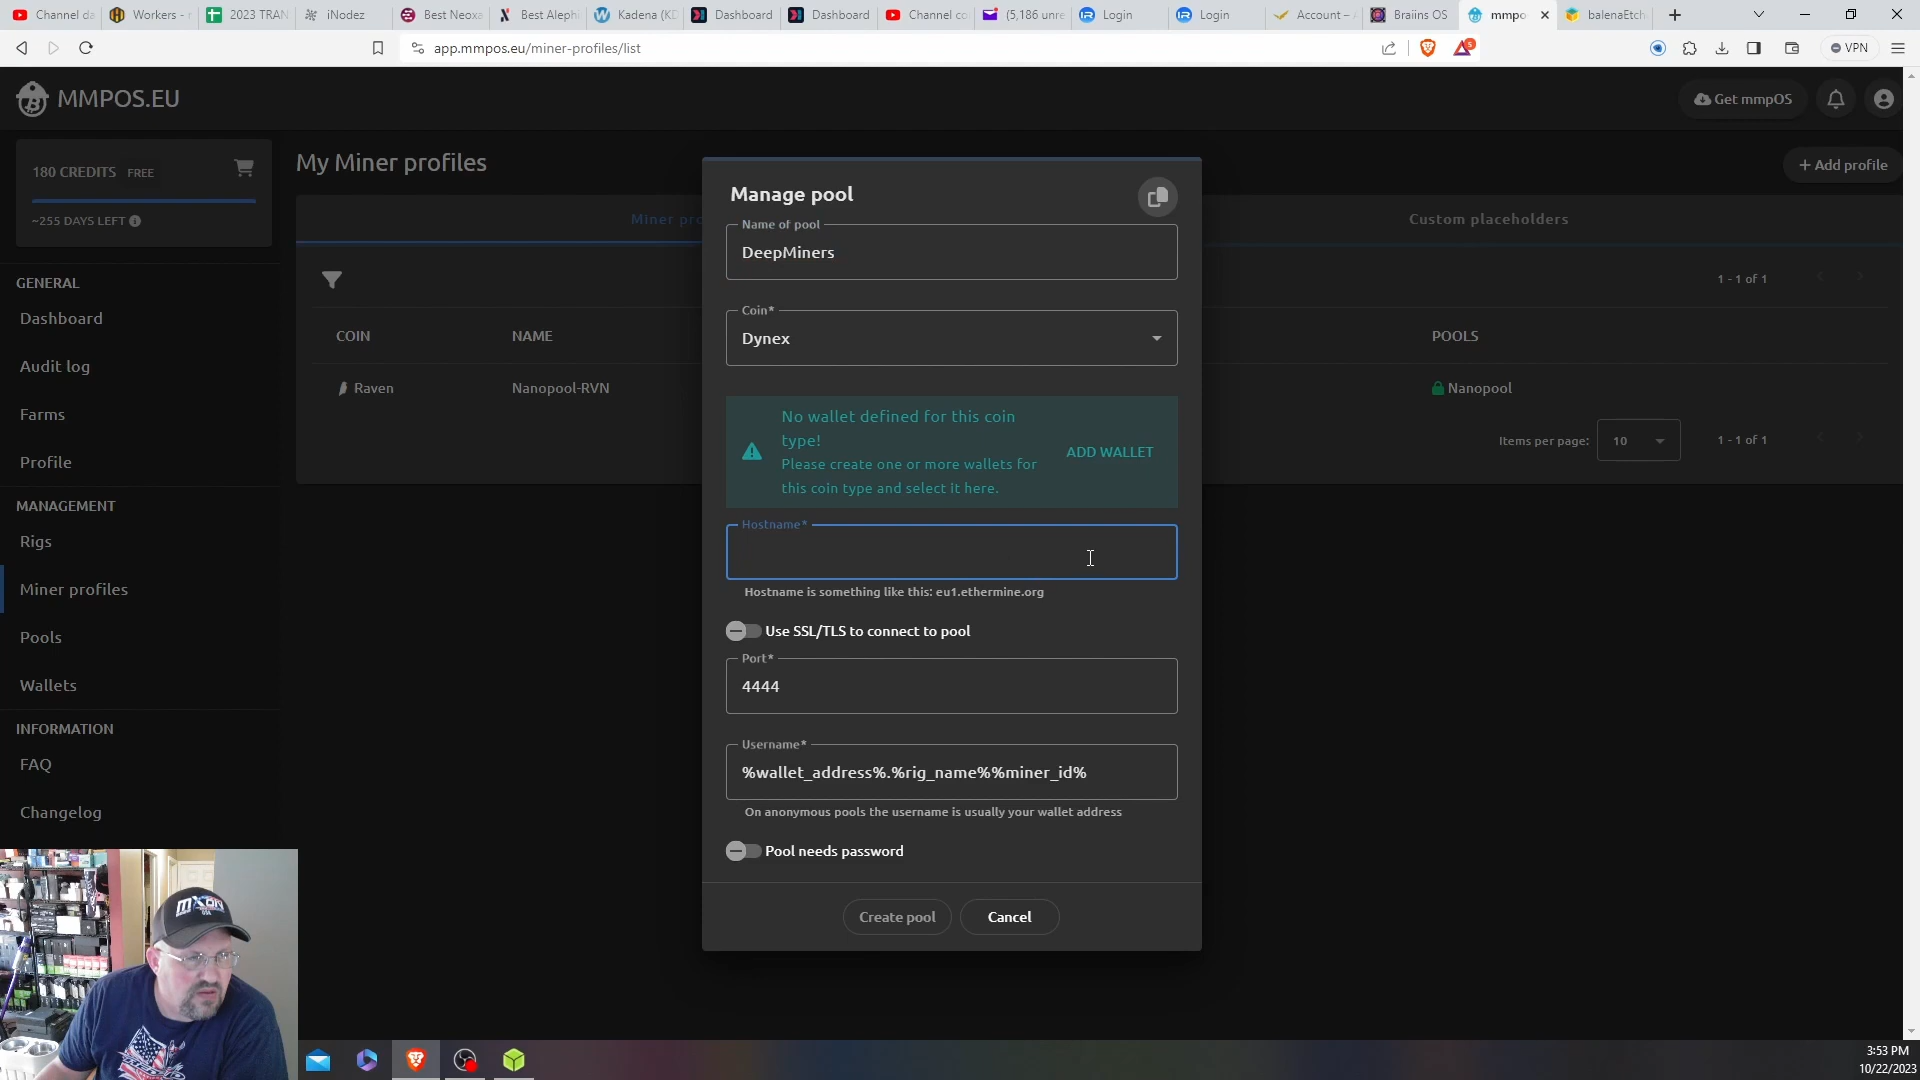 Channel da
Workers -
2023 TRAN
iNodez
Best Neoxa
Best Aleph
Kadena (KD
Dashboard
Dashboard
Channel co
(5,186 unre
Login
Login
Account –
Braiins OS
mmpo
balenaEtch
app.mmpos.eu/miner-profiles/list
5
VPN
MMPOS.EU
Get mmpOS
180 CREDITS FREE
~255 DAYS LEFT
GENERAL
Dashboard
Audit log
Farms
Profile
MANAGEMENT
Rigs
Miner profiles
Pools
Wallets
INFORMATION
FAQ
Changelog
My Miner profiles
+ Add profile
Miner pro
Custom placeholders
1 - 1 of 1
COIN
NAME
POOLS
Raven
Nanopool-RVN
Nanopool
Items per page:
10
1 - 1 of 1
Manage pool
Name of pool
DeepMiners
Coin*
Dynex
No wallet defined for this coin
type!
Please create one or more wallets for
this coin type and select it here.
ADD WALLET
Hostname*
Hostname is something like this: eu1.ethermine.org
Use SSL/TLS to connect to pool
Port*
4444
Username*
%wallet_address%.%rig_name%%miner_id%
On anonymous pools the username is usually your wallet address
Pool needs password
Create pool
Cancel
MXON
USA
3:53 PM
10/22/2023